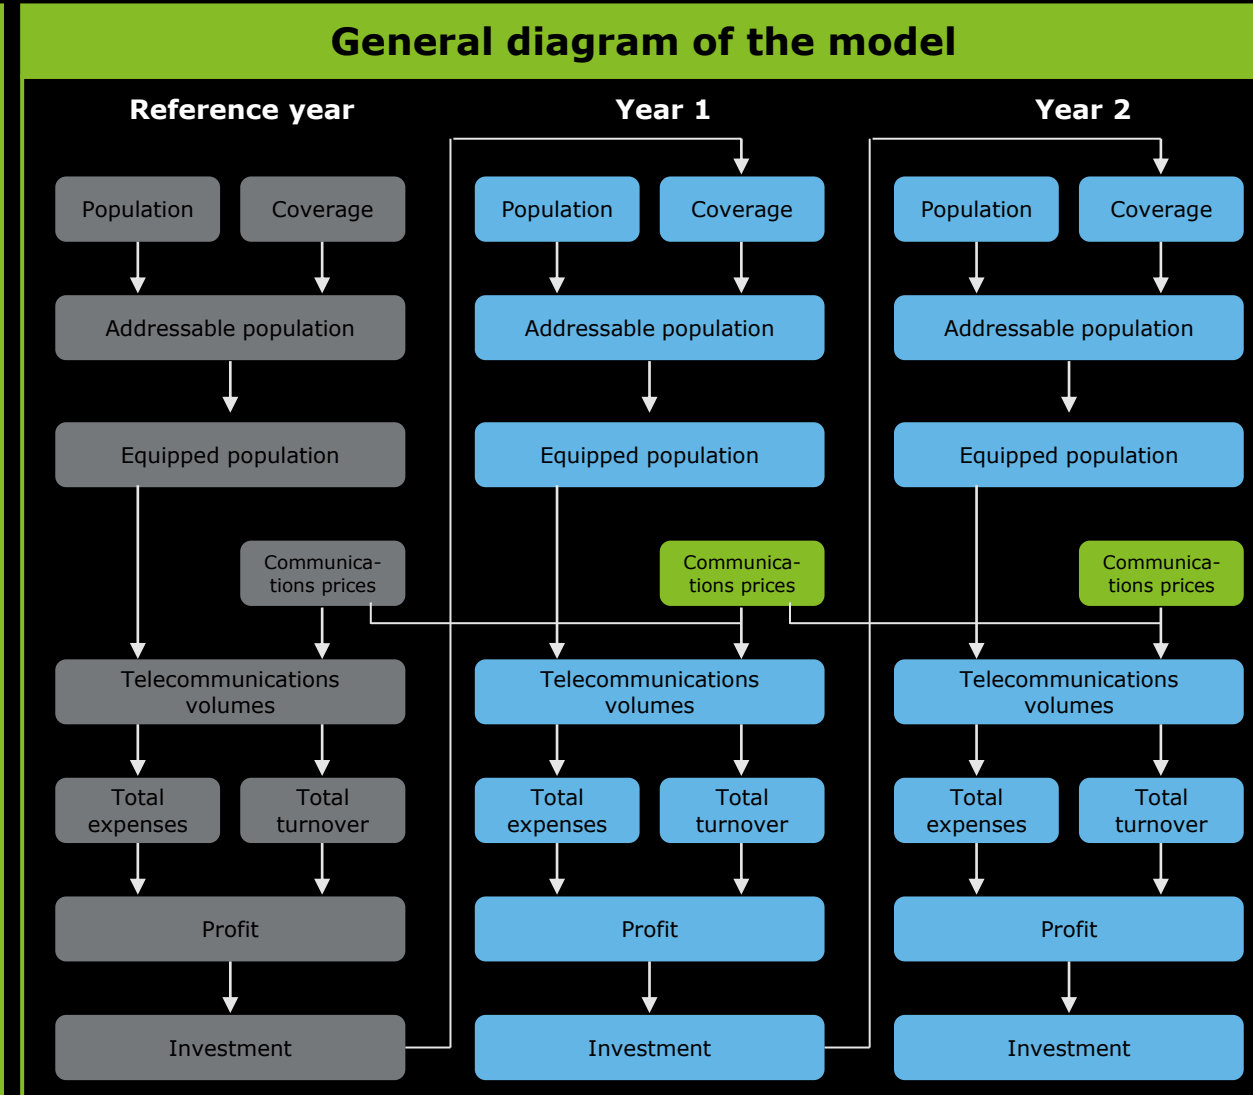 General diagram of the model
Reference year
Population
Coverage
Addressable population
Equipped population
Communica-
tions prices
Telecommunications
volumes
Total
expenses
Total
turnover
Profit
Investment
Year 1
Population
Coverage
Addressable population
Equipped population
Communica-
tions prices
Telecommunications
volumes
Total
expenses
Total
turnover
Profit
Investment
Year 2
Population
Coverage
Addressable population
Equipped population
Communica-
tions prices
Telecommunications
volumes
Total
expenses
Total
turnover
Profit
Investment